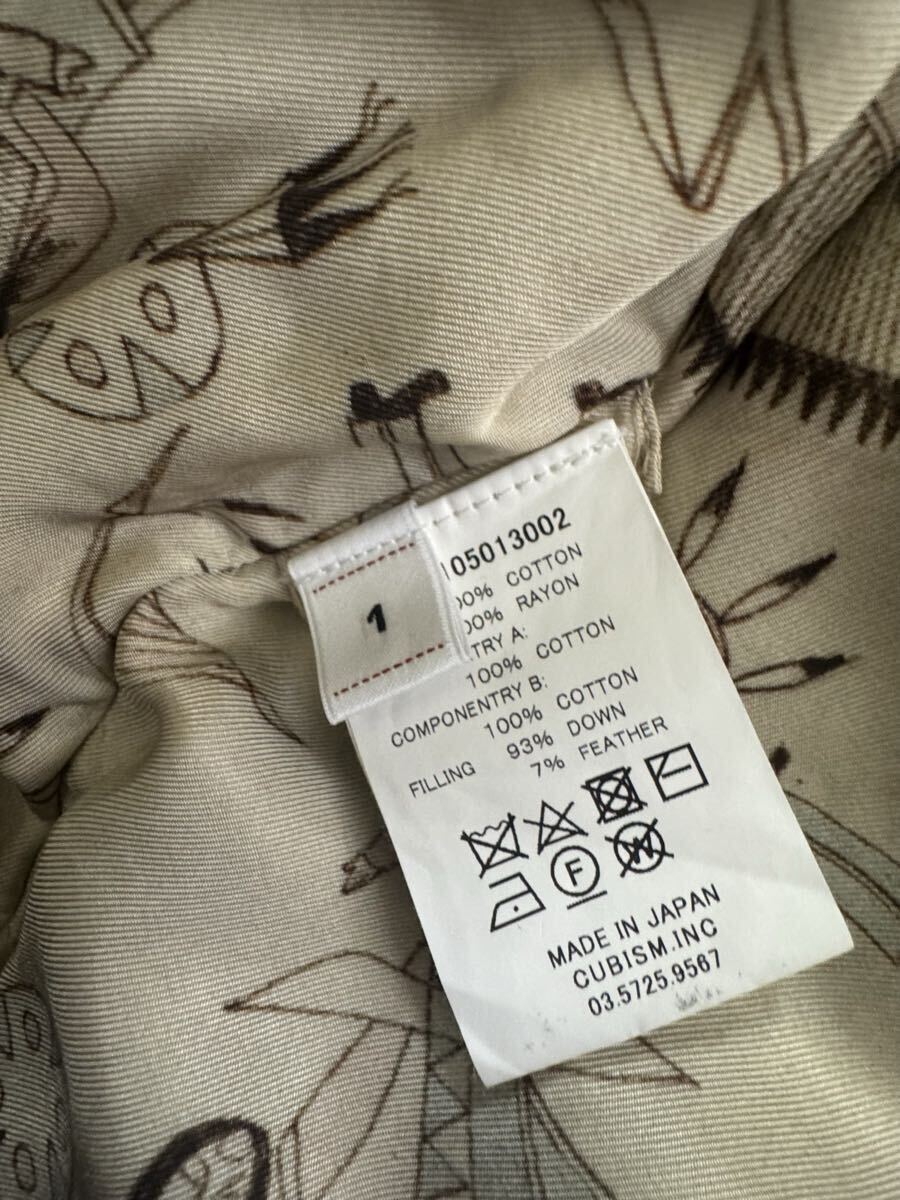 1
105013002
00% COTTON
00% RAYON
TRY A:
100% COTTON
COMPONENTRY B:
100% COTTON
FILLING 93% DOWN
7% FEATHER
F
W
MADE IN JAPAN
CUBISM.INC
03.5725.9567